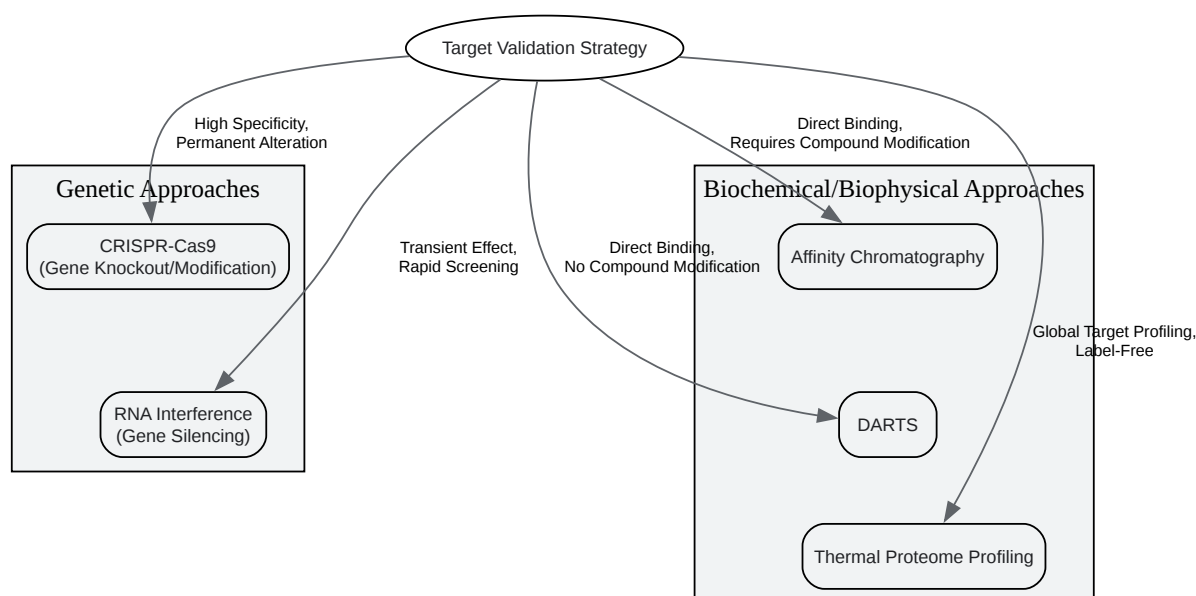 Target Validation Strategy
High Specificity,
Permanent Alteration
Direct Binding,
Requires Compound Modification
Genetic Approaches
Biochemical/Biophysical Approaches
CRISPR-Cas9
(Gene Knockout/Modification)
Transient Effect,
Rapid Screening
Direct Binding,
No Compound Modification
Affinity Chromatography
Global Target Profiling,
Label-Free
RNA Interference
(Gene Silencing)
DARTS
Thermal Proteome Profiling